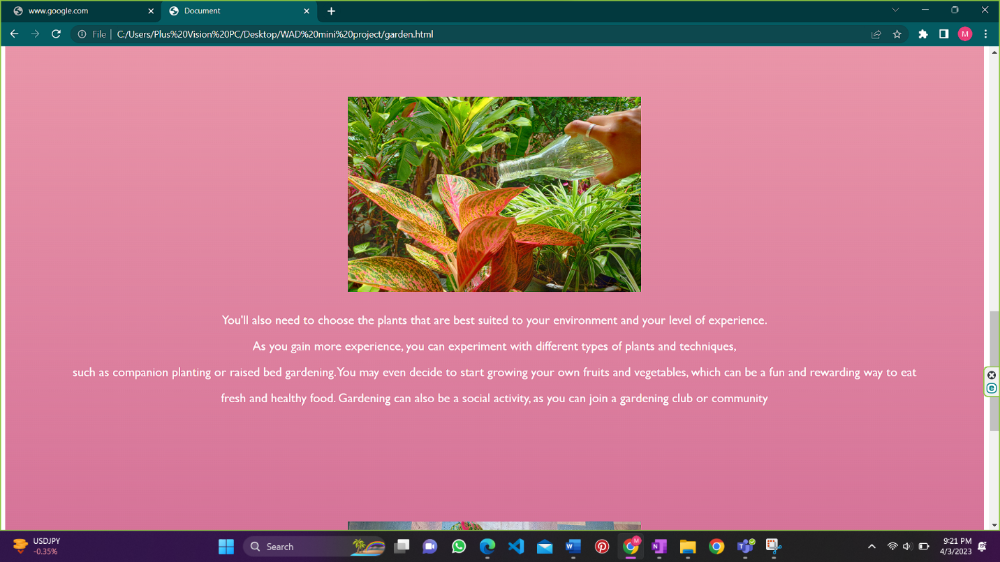 www.google.com
Document
File
C:/Users/Plus%20Vision%20PC/Desktop/WAD%20mini%20project/garden.html
M
You'll also need to choose the plants that are best suited to your environment and your level of experience.
As you gain more experience, you can experiment with different types of plants and techniques,
such as companion planting or raised bed gardening. You may even decide to start growing your own fruits and vegetables, which can be a fun and rewarding way to eat
fresh and healthy food. Gardening can also be a social activity, as you can join a gardening club or community
USDJPY
-0.35%
Search
9:21 PM
4/3/2023